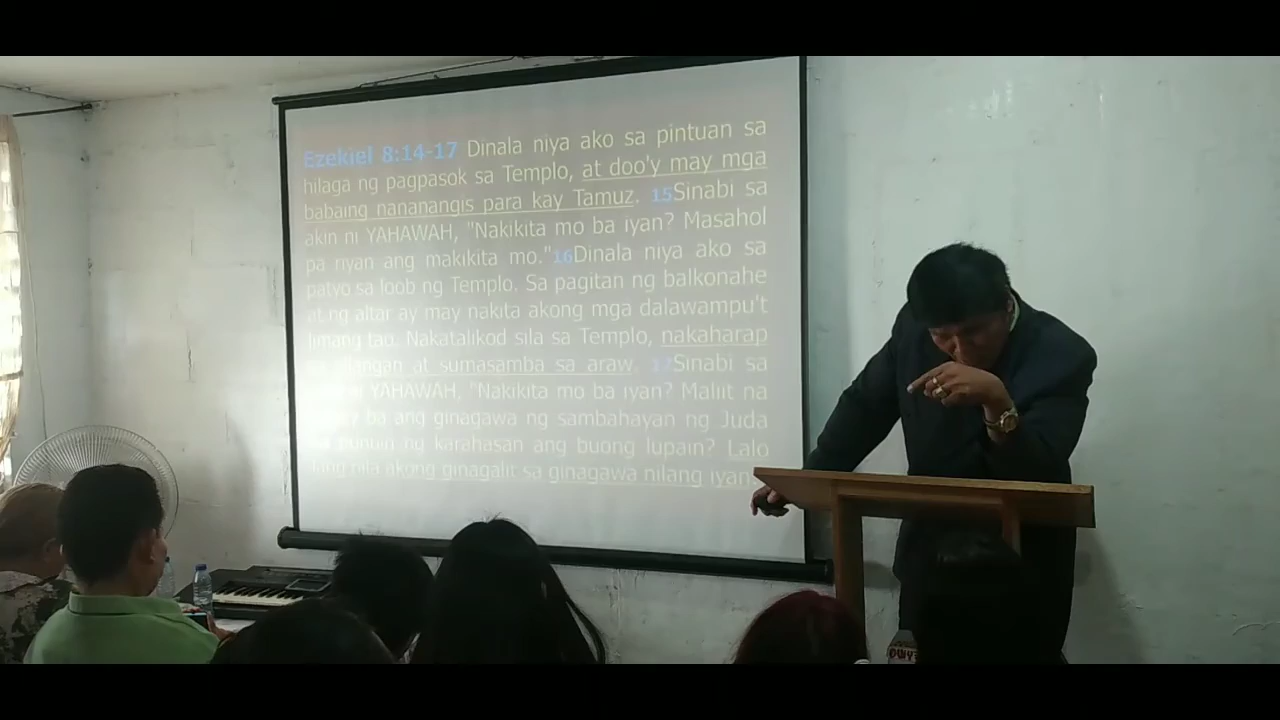 Ezekiel 8:14-17 Dinala niya ako sa pintuan sa
hilaga ng pagpasok sa Templo, at doo'y may mga
babaing nananangis para kay Tamuz. 15Sinabi sa
akin ni YAHAWAH, "Nakikita mo ba iyan? Masahol
pa riyan ang makikita mo."16Dinala niya ako sa
patyo sa loob ng Templo. Sa pagitan ng balkonahe
at ng altar ay may nakita akong mga dalawampu't
limang tao. Nakatalikod sila sa Templo, nakaharap
at sumasamba sa araw. 17Sinabi sa
YAHAWAH, "Nakikita mo ba iyan? Maliit na
ba ang ginagawa ng sambahayan ng Juda
ng karahasan ang buong lupain? Lalo
nila akong ginagalit sa ginagawa nilang iyan.